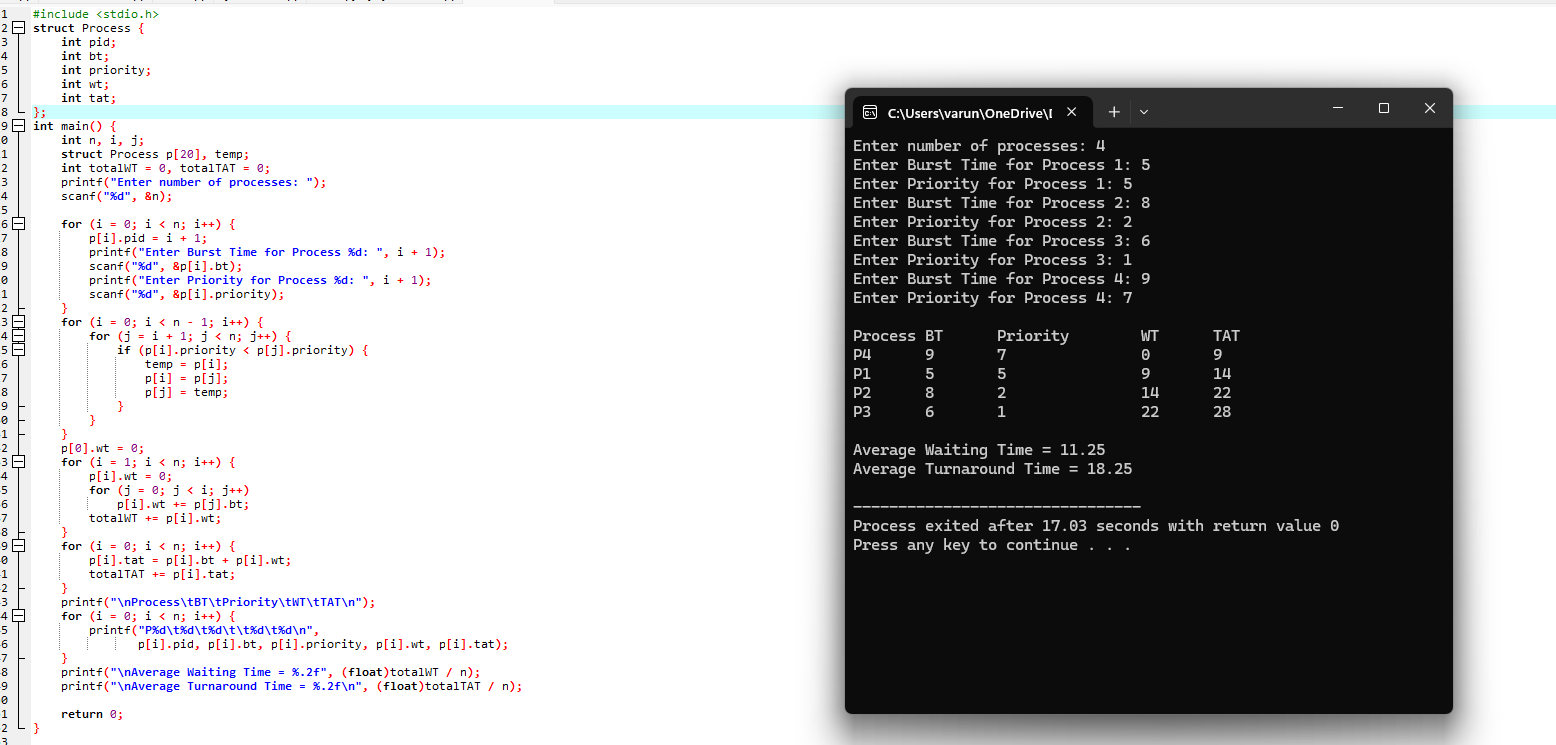 1 #include <stdio.h>
2 struct Process {
3 int pid;
4 int bt;
5 int priority;
6 int wt;
7 int tat;
8 };
9 int main() {
0 int n, i, j;
1 struct Process p[20], temp;
2 int totalWT = 0, totalTAT = 0;
3 printf("Enter number of processes: ");
4 scanf("%d", &n);
5
6 for (i = 0; i < n; i++) {
7 p[i].pid = i + 1;
8 printf("Enter Burst Time for Process %d: ", i + 1);
9 scanf("%d", &p[i].bt);
0 printf("Enter Priority for Process %d: ", i + 1);
1 scanf("%d", &p[i].priority);
2 }
3 for (i = 0; i < n - 1; i++) {
4 for (j = i + 1; j < n; j++) {
5 if (p[i].priority < p[j].priority) {
6 temp = p[i];
7 p[i] = p[j];
8 p[j] = temp;
9 }
0 }
1 }
2 p[0].wt = 0;
3 for (i = 1; i < n; i++) {
4 p[i].wt = 0;
5 for (j = 0; j < i; j++)
6 p[i].wt += p[j].bt;
7 totalWT += p[i].wt;
8 }
9 for (i = 0; i < n; i++) {
0 p[i].tat = p[i].bt + p[i].wt;
1 totalTAT += p[i].tat;
2 }
3 printf("\nProcess\tBT\tPriority\tWT\tTAT\n");
4 for (i = 0; i < n; i++) {
5 printf("P%d\t%d\t%d\t\t%d\t%d\n",
6 p[i].pid, p[i].bt, p[i].priority, p[i].wt, p[i].tat);
7 }
8 printf("\nAverage Waiting Time = %.2f", (float)totalWT / n);
9 printf("\nAverage Turnaround Time = %.2f\n", (float)totalTAT / n);
0
1 return 0;
2 }
3
C:\Users\varun\OneDrive\
Enter number of processes: 4
Enter Burst Time for Process 1: 5
Enter Priority for Process 1: 5
Enter Burst Time for Process 2: 8
Enter Priority for Process 2: 2
Enter Burst Time for Process 3: 6
Enter Priority for Process 3: 1
Enter Burst Time for Process 4: 9
Enter Priority for Process 4: 7
Process BT Priority WT TAT
P4 9 7 0 9
P1 5 5 9 14
P2 8 2 14 22
P3 6 1 22 28
Average Waiting Time = 11.25
Average Turnaround Time = 18.25
--------------------------------
Process exited after 17.03 seconds with return value 0
Press any key to continue . . .